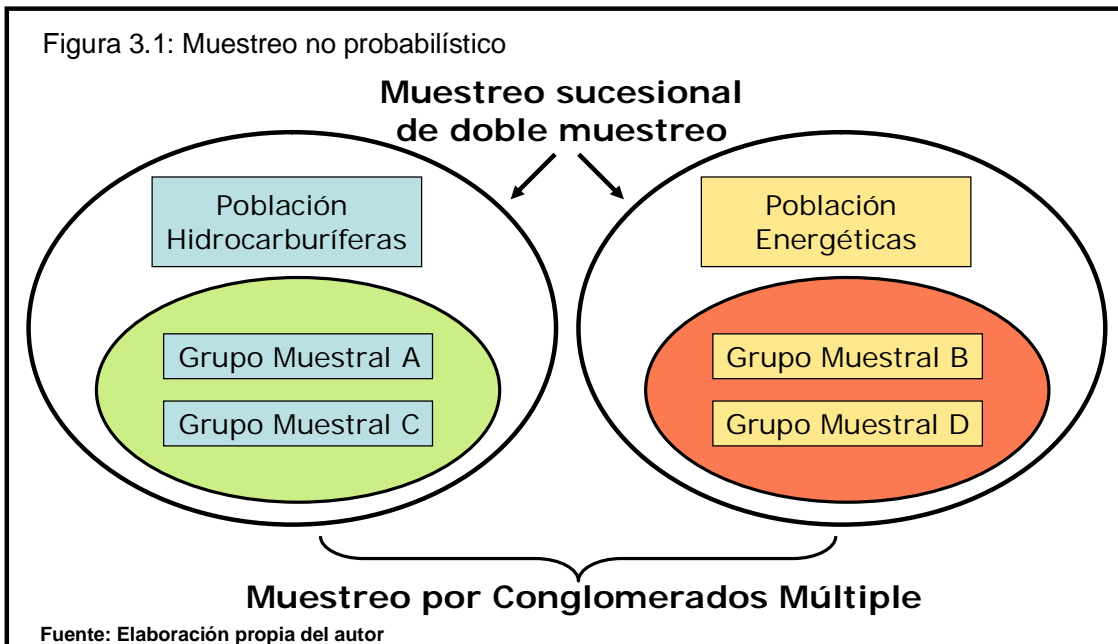 Figura 3.1: Muestreo no probabilístico
Muestreo sucesional
de doble muestreo
Población
Hidrocarburíferas
Población
Energéticas
Grupo Muestral A
Grupo Muestral C
Grupo Muestral B
Grupo Muestral D
Muestreo por Conglomerados Múltiple
Fuente: Elaboración propia del autor